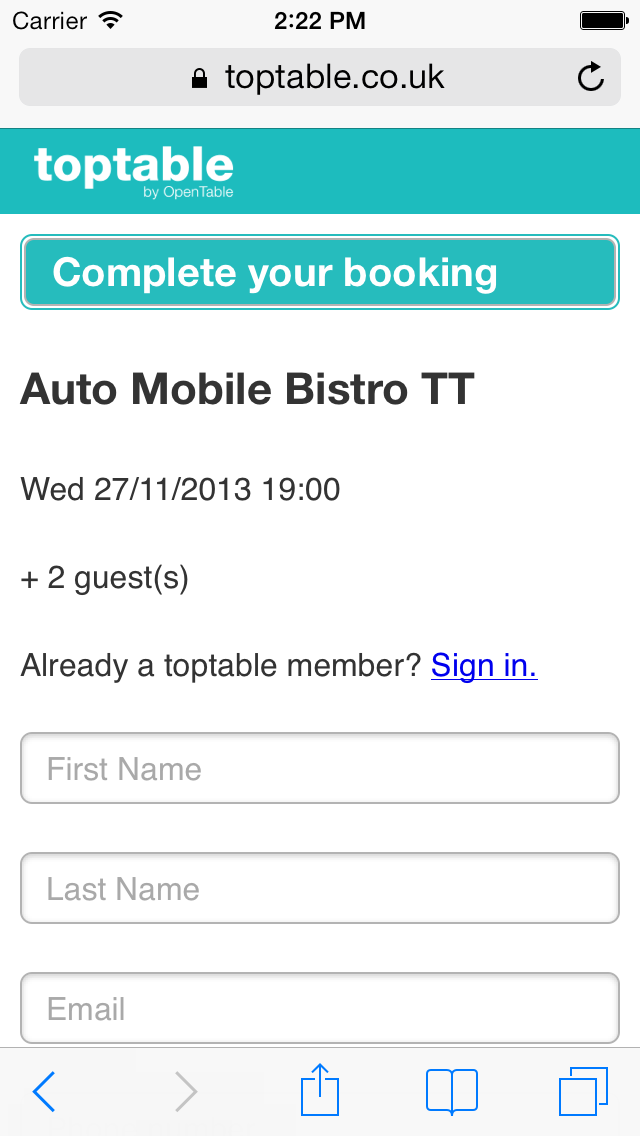 Carrier 2:22 PM
toptable.co.uk
toptable
by OpenTable
Complete your booking
Auto Mobile Bistro TT
Wed 27/11/2013 19:00
+ 2 guest(s)
Already a toptable member? Sign in.
First Name
Last Name
Email